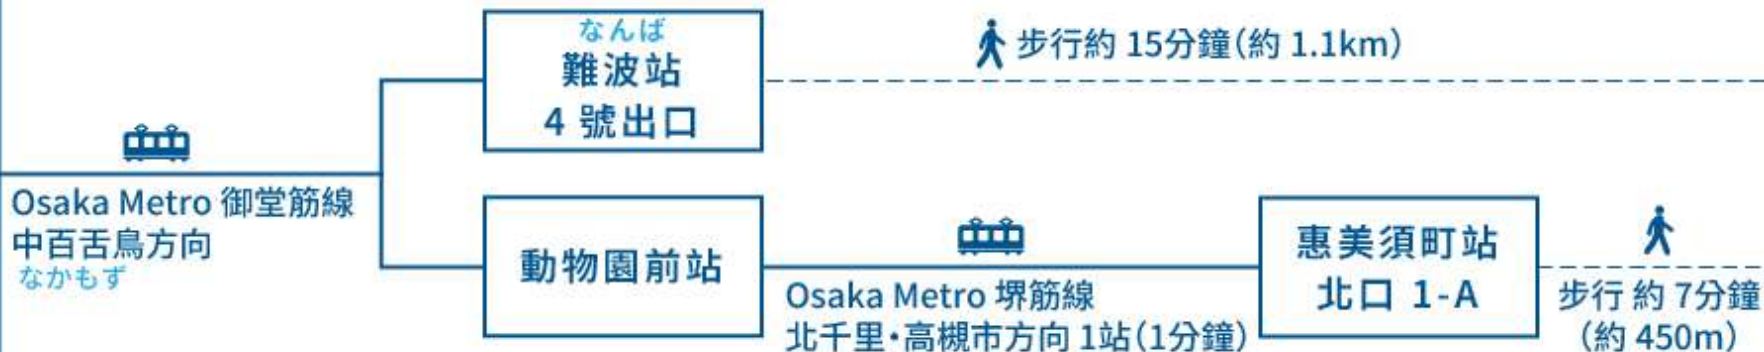 Osaka Metro 御堂筋線
中百舌鳥方向
なかもず
なんば
難波站
4 號出口
步行約 15分鐘(約 1.1km)
動物園前站
Osaka Metro 堺筋線
北千里・高槻市方向 1站(1分鐘)
惠美須町站
北口 1-A
步行 約 7分鐘
(約 450m)